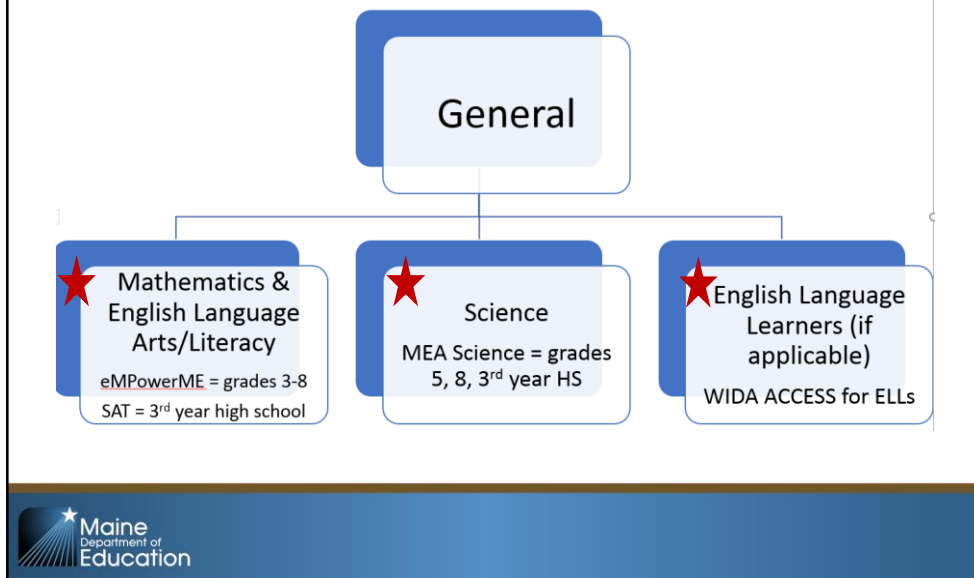 General
Mathematics &
English Language
Arts/Literacy
eMPowerME = grades 3-8
SAT = 3rd year high school
Science
MEA Science = grades
5, 8, 3rd year HS
English Language
Learners (if
applicable)
WIDA ACCESS for ELLs
Maine
Department of
Education